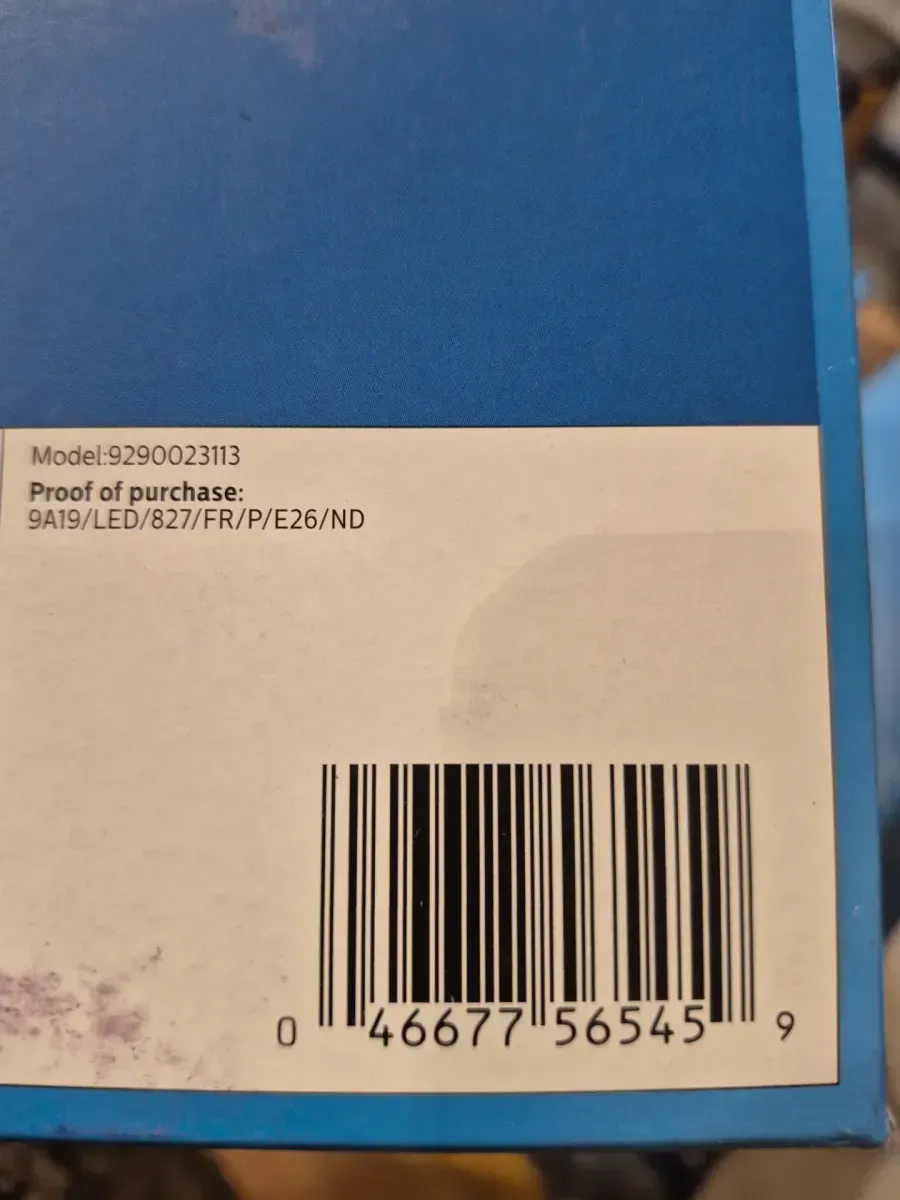 Model:9290023113
Proof of purchase:
9A19/LED/827/FR/P/E26/ND
0 46677 56545 9